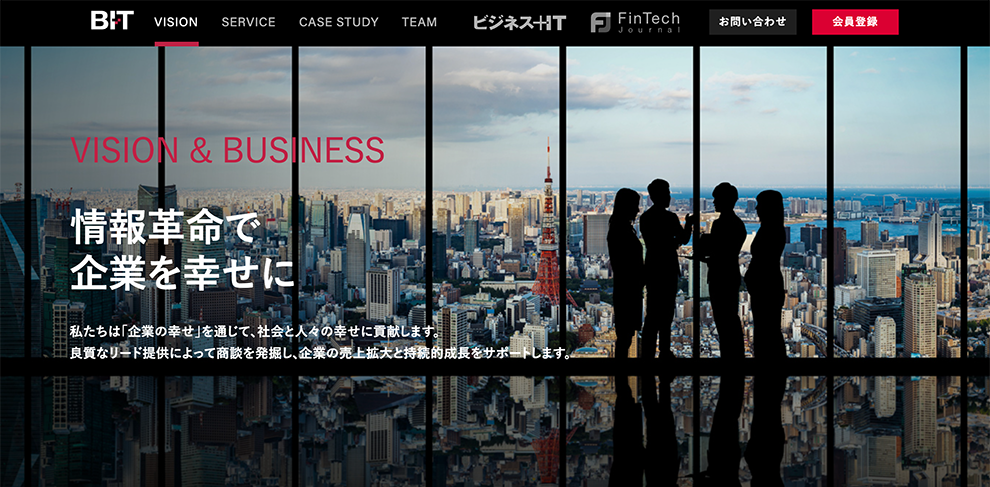 BIT
VISION
SERVICE
CASE STUDY
TEAM
ビジネス+IT
FinTech
Journal
お問い合わせ
会員登録
VISION & BUSINESS
情報革命で
企業を幸せに
私たちは「企業の幸せ」を通じて、社会と人々の幸せに貢献します。
良質なリード提供によって商談を発掘し、企業の売上拡大と持続的成長をサポートします。